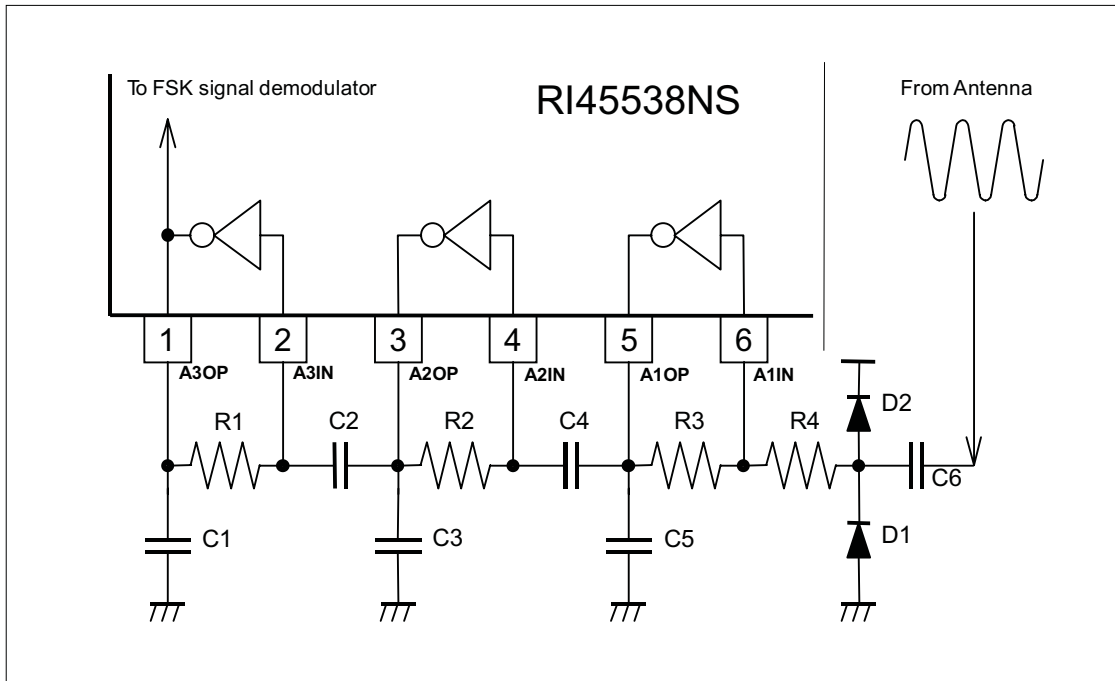 To FSK signal demodulator
RI45538NS
From Antenna
1 2 3 4 5 6
A3OP A3IN A2OP A2IN A1OP A1IN
D2
R1 C2 R2 C4 R3 R4
C6
C1 C3 C5 D1